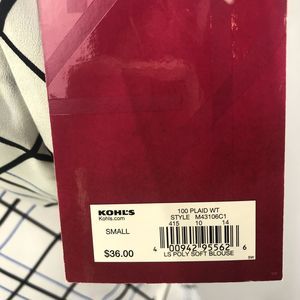 KOHL'S
Kohls.com
SMALL
$36.00
100 PLAID WT
STYLE M43106C1
415 10 14
4 00942 95562 6
LS POLY SOFT BLOUSE